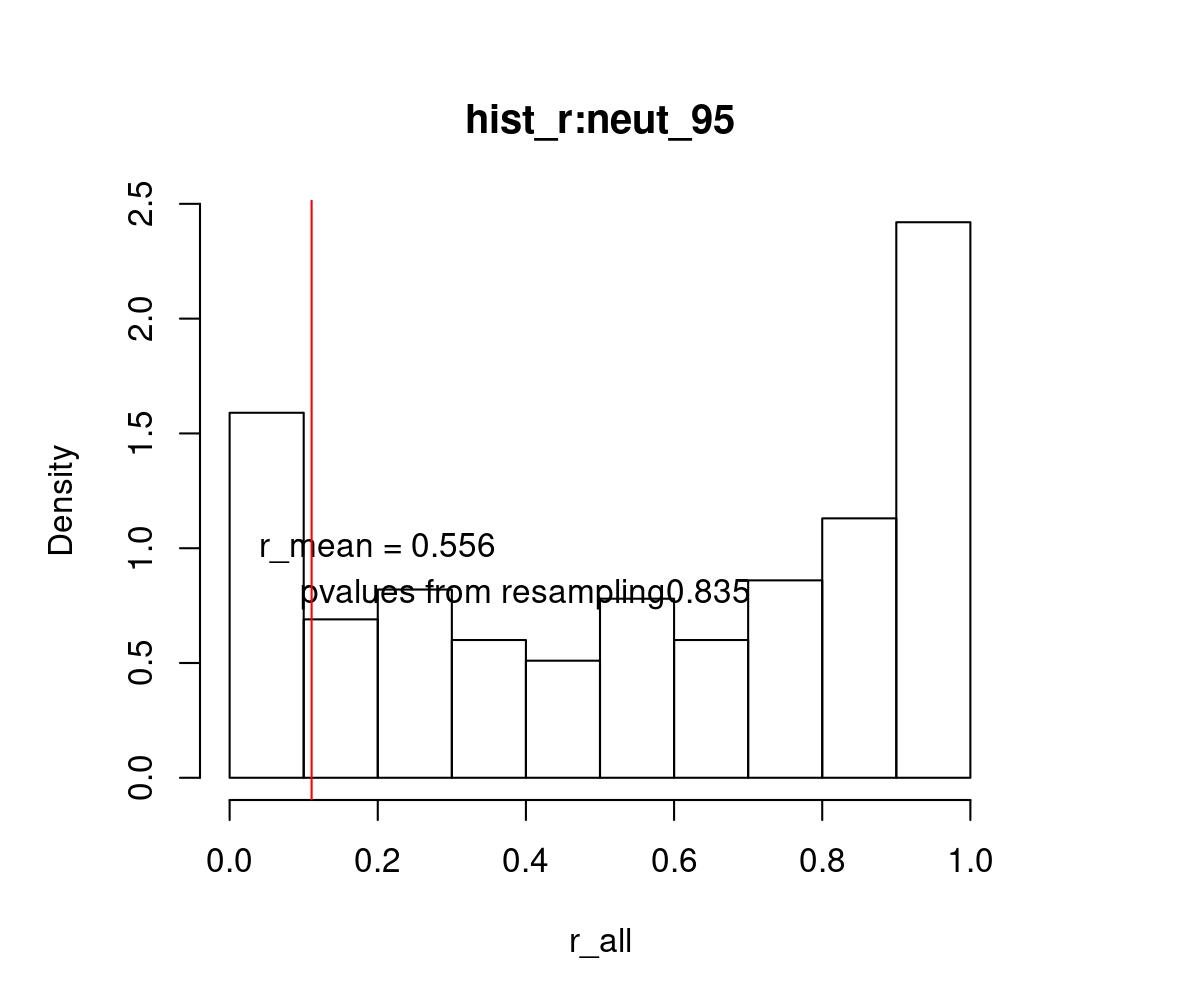 hist_r:neut_95
2.5
2.0
1.5
1.0
0.5
0.0
Density
r_mean = 0.556
pvalues from resampling0.835
0.0 0.2 0.4 0.6 0.8 1.0
r_all